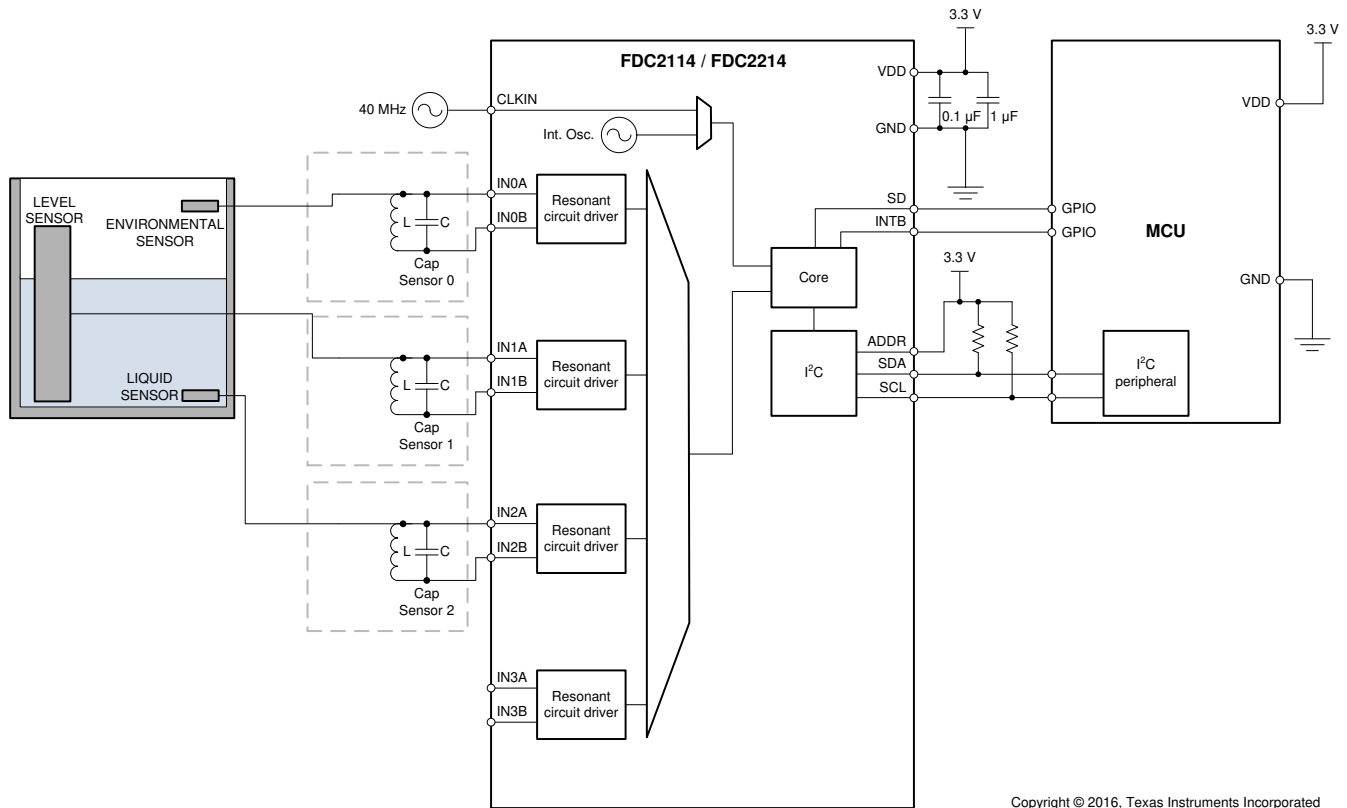 3.3 V
3.3 V
FDC2114 / FDC2214
VDD
VDD
40 MHz
CLKIN
0.1 µF
1 µF
Int. Osc.
GND
LEVEL
SENSOR
ENVIRONMENTAL
SENSOR
LIQUID
SENSOR
L
C
Cap
Sensor 0
IN0A
IN0B
Resonant
circuit driver
L
C
Cap
Sensor 1
IN1A
IN1B
Resonant
circuit driver
L
C
Cap
Sensor 2
IN2A
IN2B
Resonant
circuit driver
IN3A
IN3B
Resonant
circuit driver
Core
I²C
SD
INTB
3.3 V
ADDR
SDA
SCL
GPIO
GPIO
MCU
GND
I²C
peripheral
Copyright © 2016, Texas Instruments Incorporated